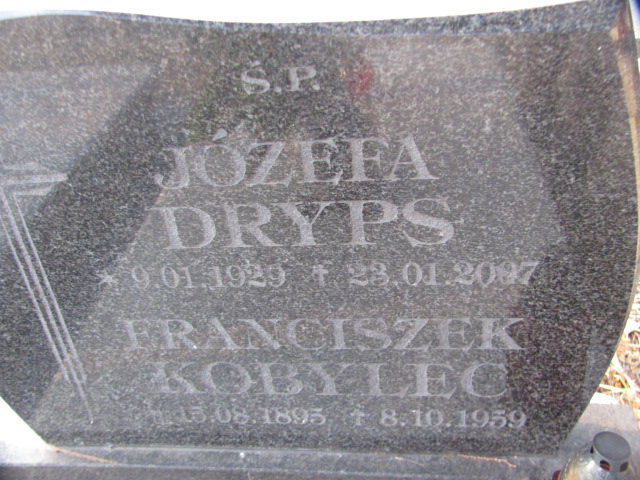 Ś.P.
JÓZEFA
DRYPS
* 9.01.1929 † 23.01.2007
FRANCISZEK
KOBYLEC
* 15.08.1895 † 8.10.1959